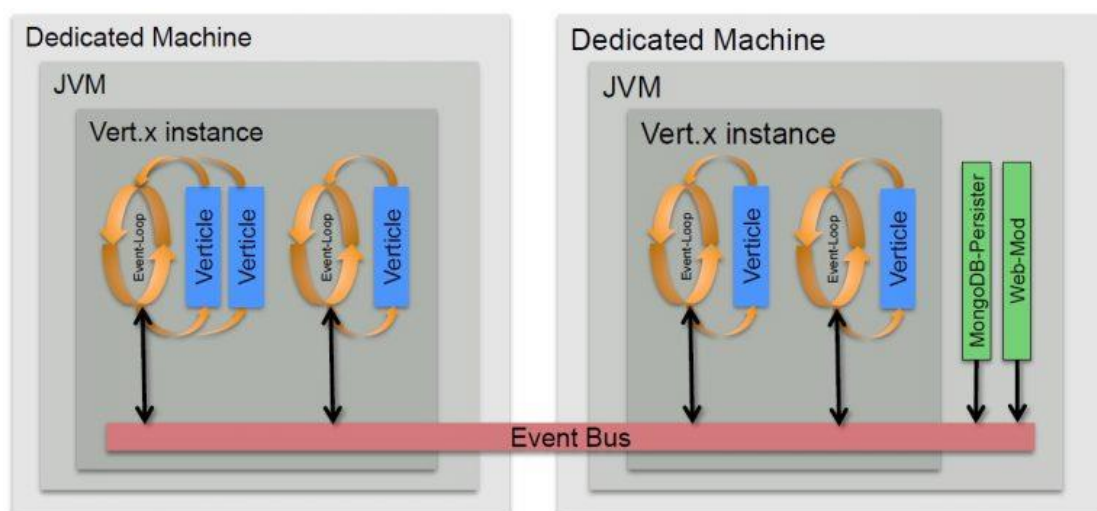 Dedicated Machine
JVM
Vert.x instance
Event-Loop
Verticle
Verticle
Event-Loop
Verticle
Dedicated Machine
JVM
Vert.x instance
Event-Loop
Verticle
Event-Loop
Verticle
MongoDB-Persister
Web-Mod
Event Bus